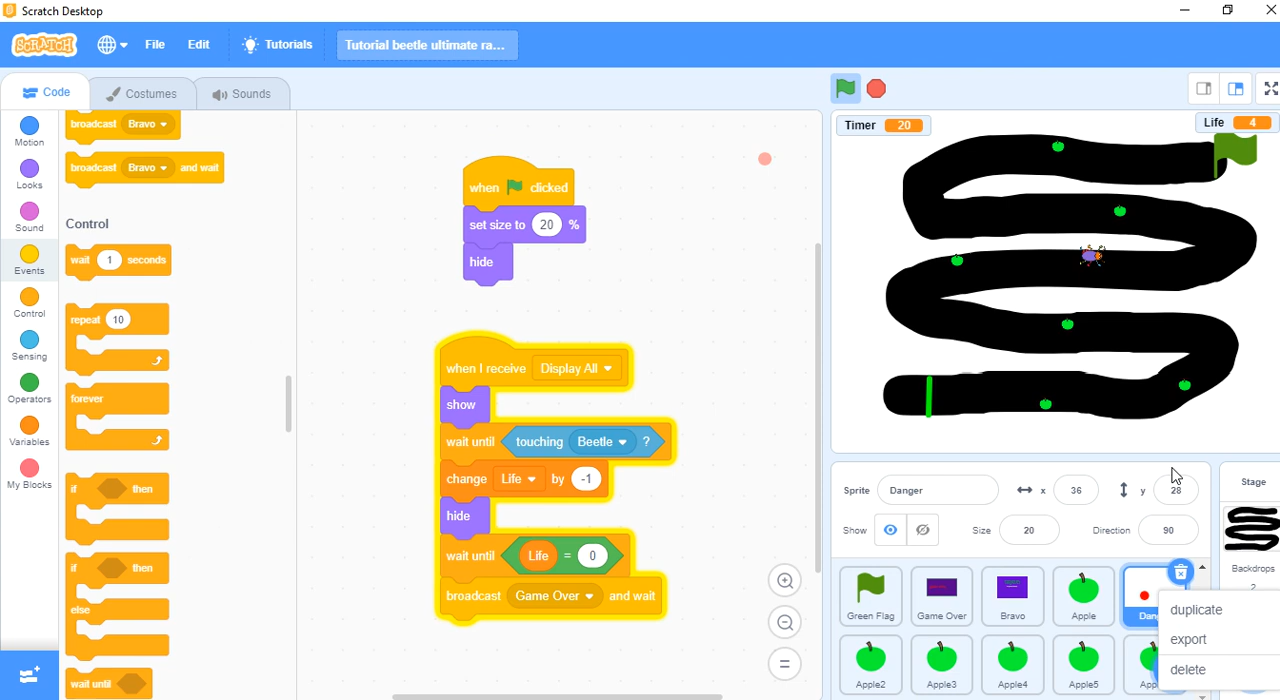 Scratch Desktop
SCRATCH File Edit Tutorials Tutorial beetle ultimate ra...
Code Costumes Sounds
Motion
Looks
Sound
Events
Control
Sensing
Operators
Variables
My Blocks
broadcast Bravo
broadcast Bravo and wait
Control
wait 1 seconds
repeat 10
forever
if then
if then
else
wait until
when clicked
set size to 20 %
hide
when I receive Display All
show
wait until touching Beetle ?
change Life by -1
hide
wait until Life = 0
broadcast Game Over and wait
Timer 20
Life 4
Sprite Danger x 36 y 28
Show Size 20 Direction 90
Stage
Backdrops
2
Green Flag Game Over Bravo Apple Dang
Apple2 Apple3 Apple4 Apple5 App
duplicate
export
delete